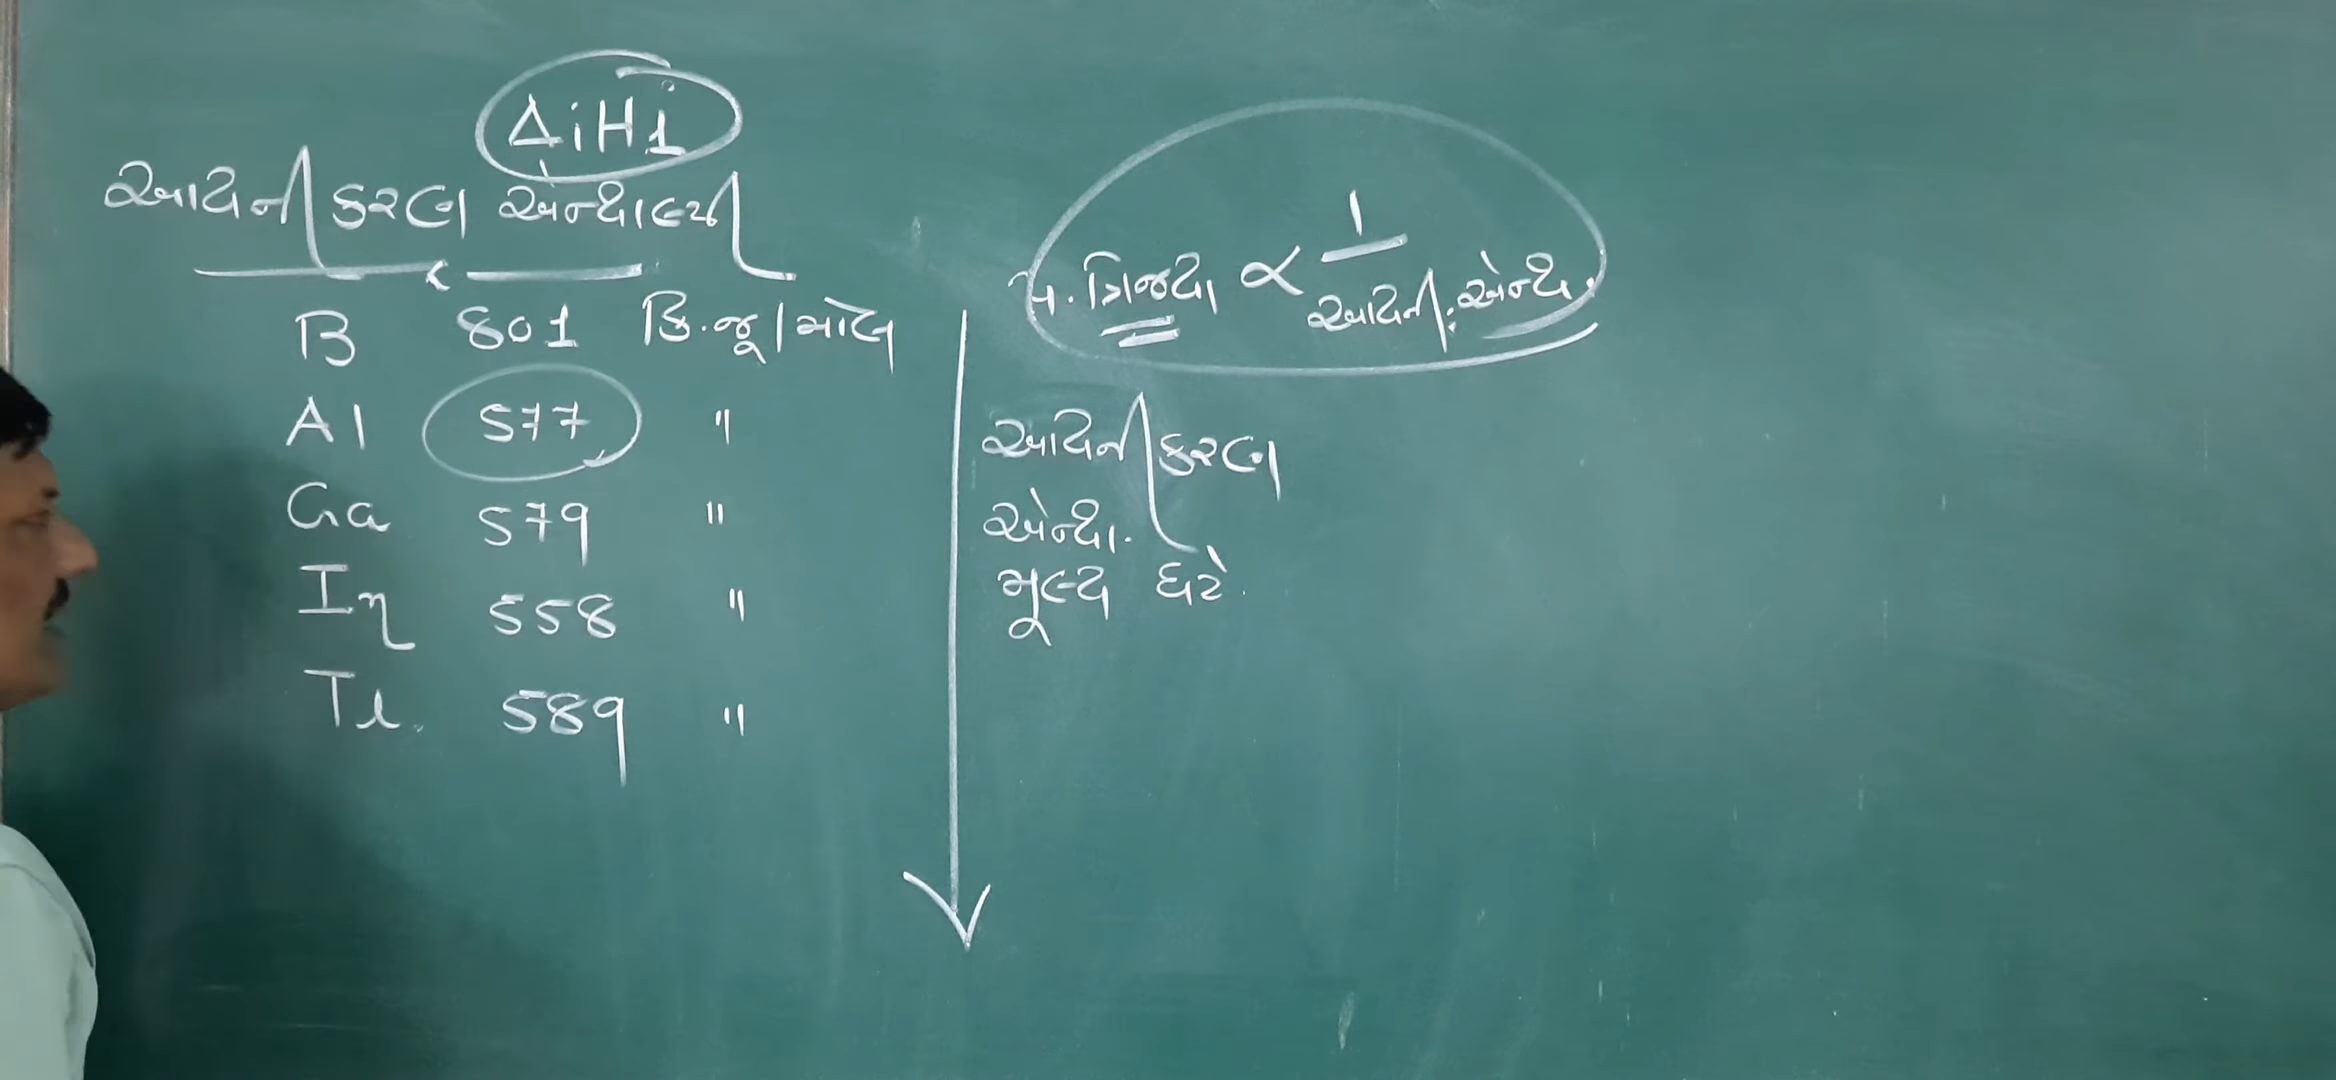 ΔiH1
આયનીકરણ એન્થાલ્પી
B 801 કિ.જૂ/મોલ
Al 577 "
Ga 579 "
In 558 "
Tl. 589 "
પ. ત્રિજ્યા ∝ 1
આયની. એન્થા.
આયનીકરણ
એન્થા.
મૂલ્ય ઘટે.